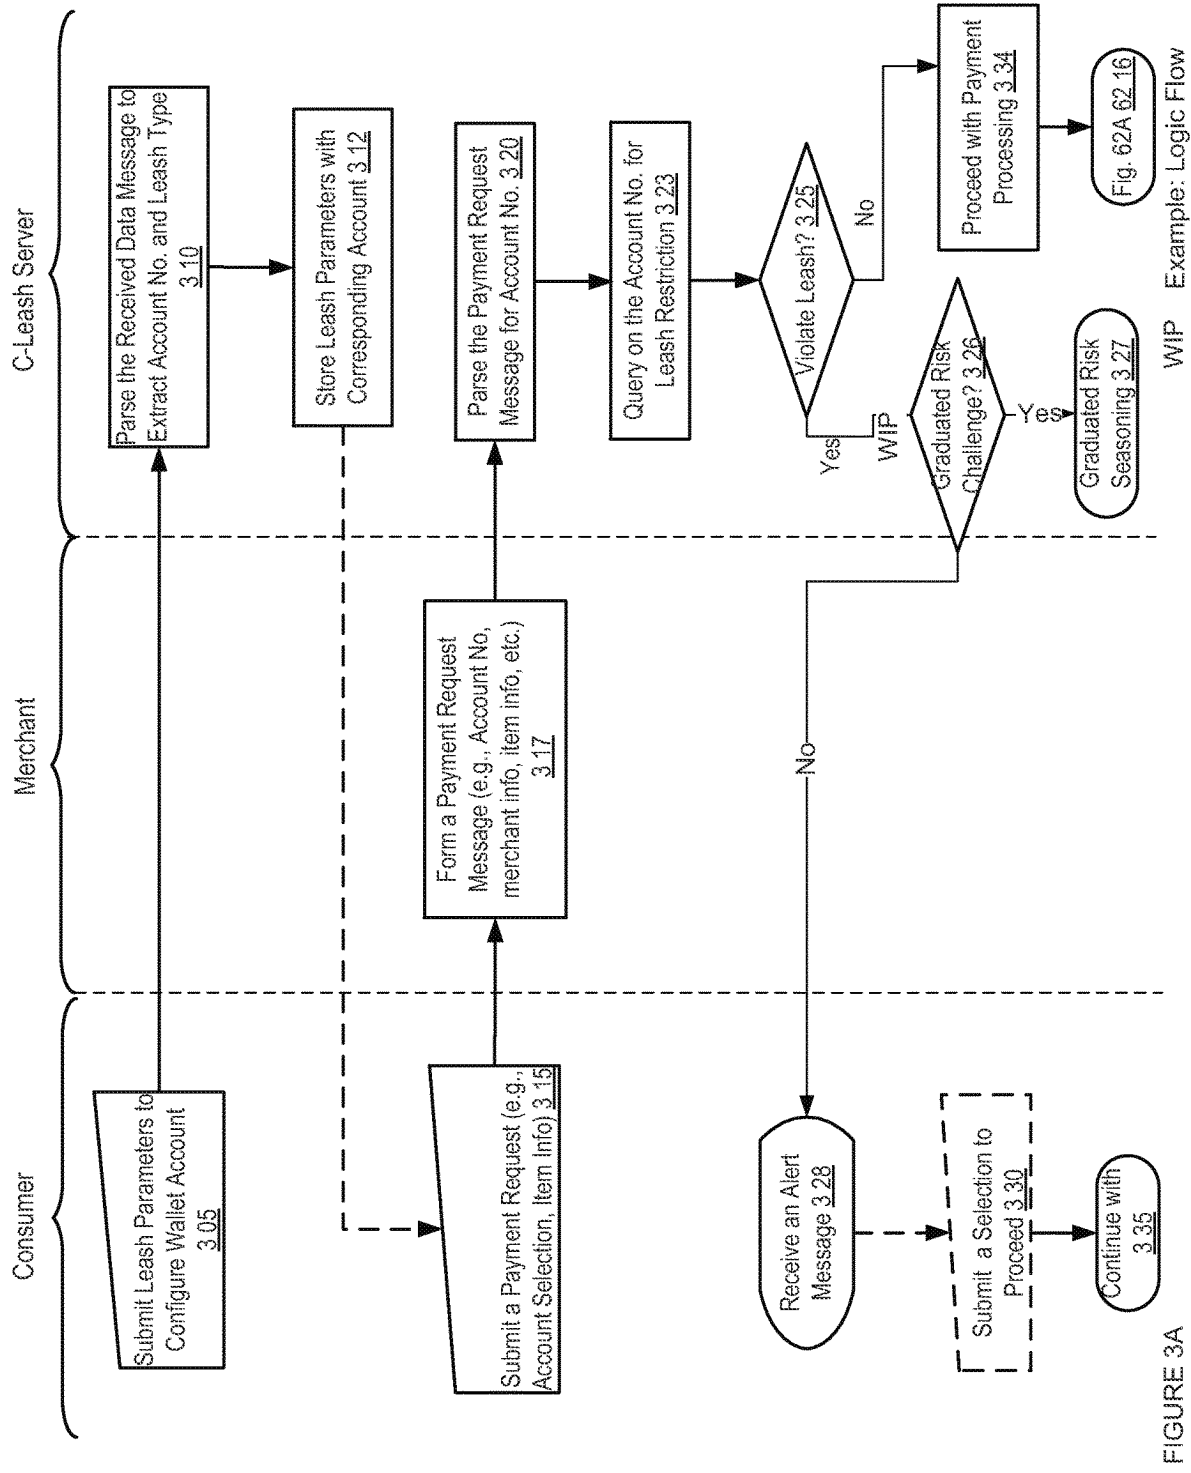 Consumer
Merchant
C-Leash Server
Submit Leash Parameters to
Configure Wallet Account
3 05
Parse the Received Data Message to
Extract Account No. and Leash Type
3 10
Store Leash Parameters with
Corresponding Account 3 12
Submit a Payment Request (e.g.,
Account Selection, Item Info) 3 15
Form a Payment Request
Message (e.g., Account No,
merchant info, item info, etc.)
3 17
Parse the Payment Request
Message for Account No. 3 20
Query on the Account No. for
Leash Restriction 3 23
Violate Leash? 3 25
Yes
No
WIP
Graduated Risk
Challenge? 3 26
Yes
Graduated Risk
Seasoning 3 27
No
Proceed with Payment
Processing 3 34
Fig. 62A 62 16
Receive an Alert
Message 3 28
Submit a Selection to
Proceed 3 30
Continue with
3 35
FIGURE 3A
WIP
Example: Logic Flow